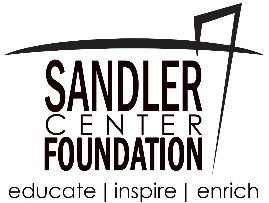 SANDLER
CENTER
FOUNDATION
educate | inspire | enrich